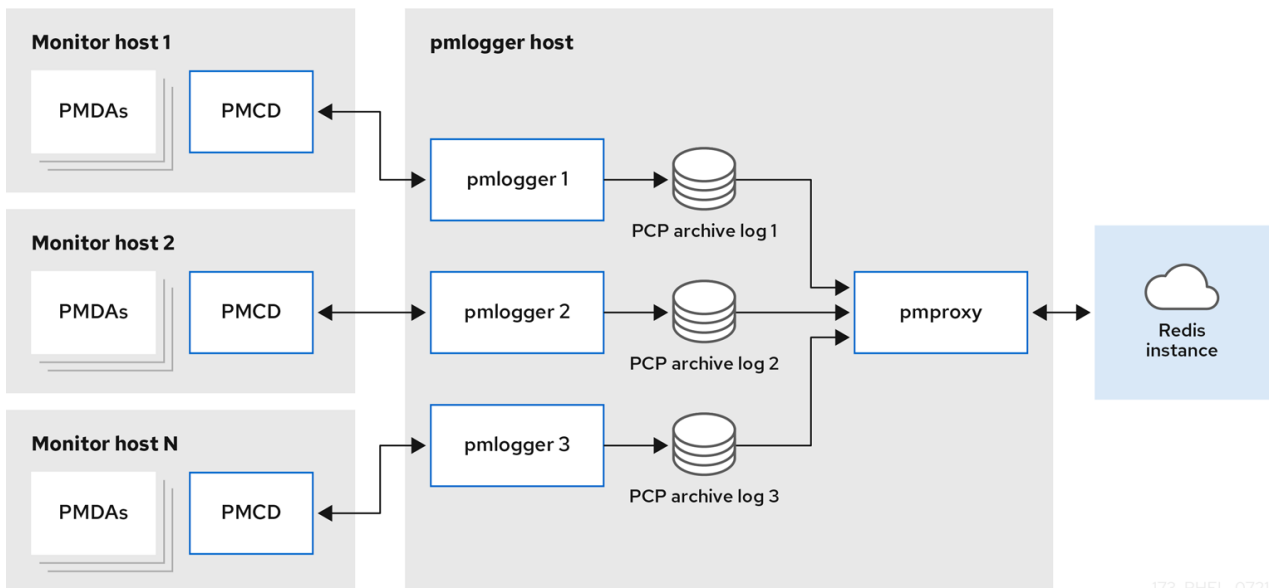 Monitor host 1
PMDAs
PMCD
Monitor host 2
PMDAs
PMCD
Monitor host N
PMDAs
PMCD
pmlogger host
pmlogger 1
PCP archive log 1
pmlogger 2
PCP archive log 2
pmlogger 3
PCP archive log 3
pmproxy
Redis
instance